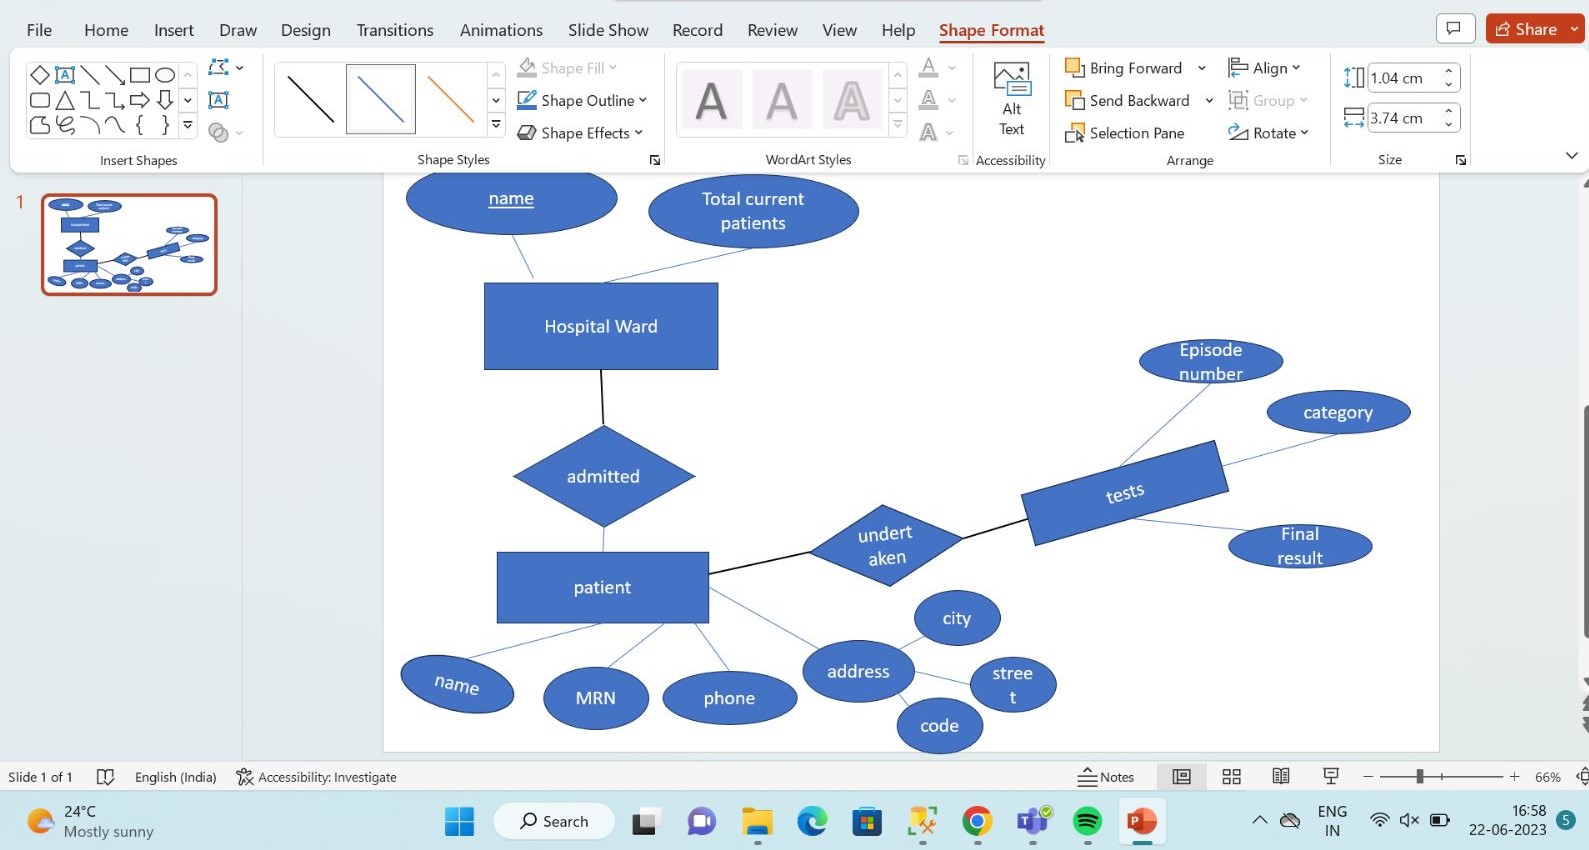 File Home Insert Draw Design Transitions Animations Slide Show Record Review View Help Shape Format Share
Shape Fill
Shape Outline
Shape Effects
A A A
Alt
Text
Bring Forward
Send Backward
Selection Pane
Align
Group
Rotate
1.04 cm
3.74 cm
Insert Shapes Shape Styles WordArt Styles Accessibility Arrange Size
1
name
Total current
patients
Hospital Ward
admitted
patient
undert
aken
tests
Episode
number
category
Final
result
name
MRN
phone
address
city
stree
t
code
Slide 1 of 1 English (India) Accessibility: Investigate Notes 66%
24°C
Mostly sunny
Search
ENG
IN
16:58
22-06-2023
5